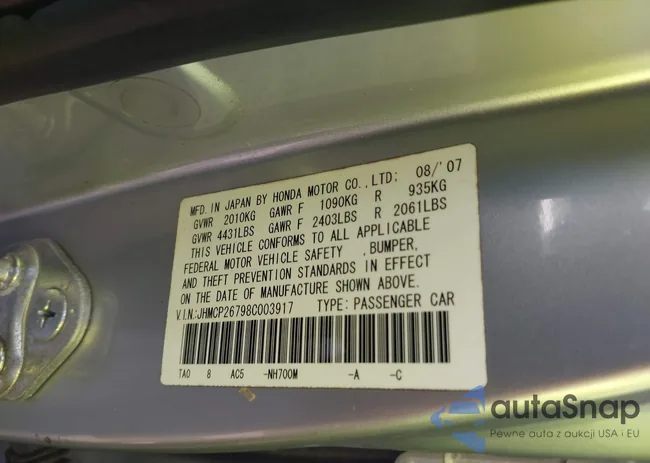 MFD. IN JAPAN BY HONDA MOTOR CO., LTD; 08/'07
GVWR 2010KG GAWR F 1090KG R 935KG
GVWR 4431LBS GAWR F 2403LBS R 2061LBS
THIS VEHICLE CONFORMS TO ALL APPLICABLE
FEDERAL MOTOR VEHICLE SAFETY , BUMPER,
AND THEFT PREVENTION STANDARDS IN EFFECT
ON THE DATE OF MANUFACTURE SHOWN ABOVE.
V.I.N.:JHMCP26798C003917 TYPE: PASSENGER CAR
TA0 8 AC5 -NH700M -A -C
autaSnap
Pewne auta z aukcji USA i EU